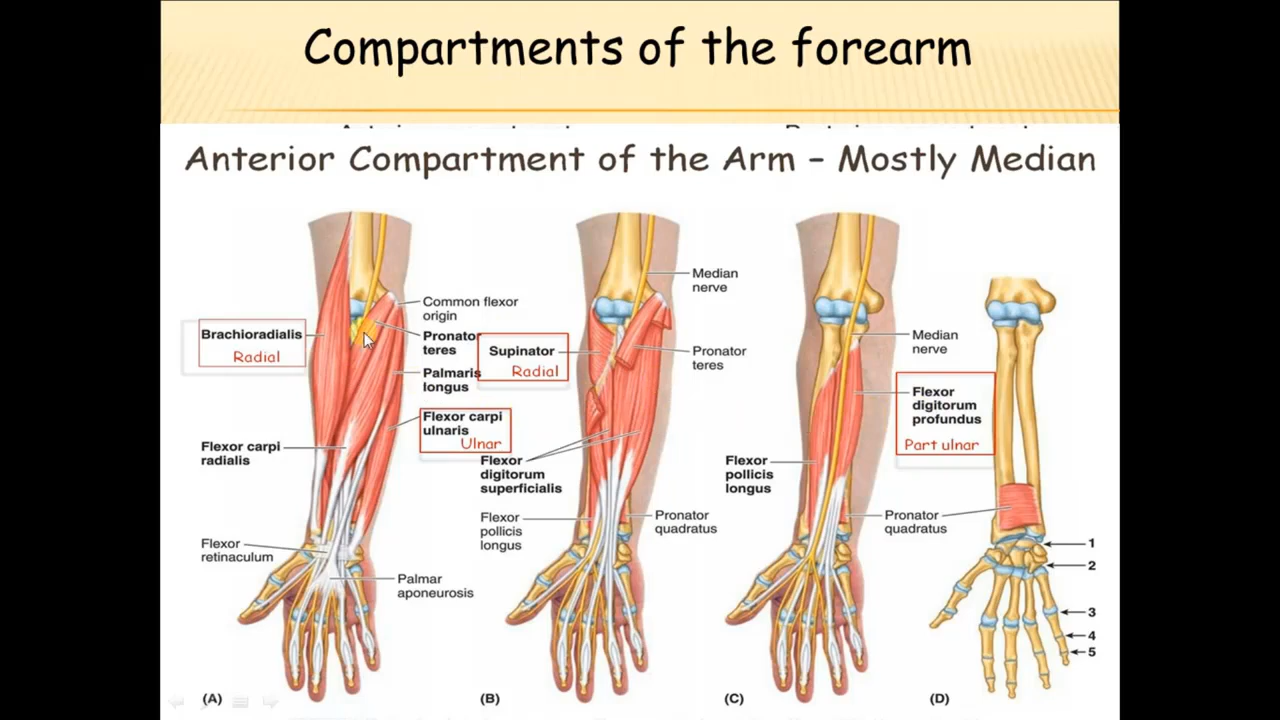 Compartments of the forearm
Anterior Compartment of the Arm – Mostly Median
Common flexor
origin
Brachioradialis
Radial
Pronator
teres
Palmaris
longus
Flexor carpi
ulnaris
Ulnar
Flexor carpi
radialis
Flexor
retinaculum
Palmar
aponeurosis
(A)
Median
nerve
Supinator
Radial
Pronator
teres
Flexor
digitorum
superficialis
Flexor
pollicis
longus
Pronator
quadratus
(B)
Median
nerve
Flexor
digitorum
profundus
Part ulnar
Flexor
pollicis
longus
Pronator
quadratus
(C)
1
2
3
4
5
(D)